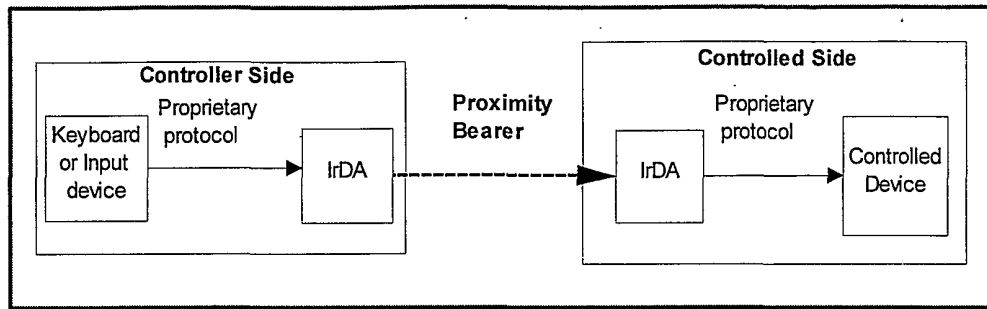 Controller Side
Proprietary
protocol
Keyboard
or Input
device
IrDA
Proximity
Bearer
Controlled Side
Proprietary
protocol
IrDA
Controlled
Device